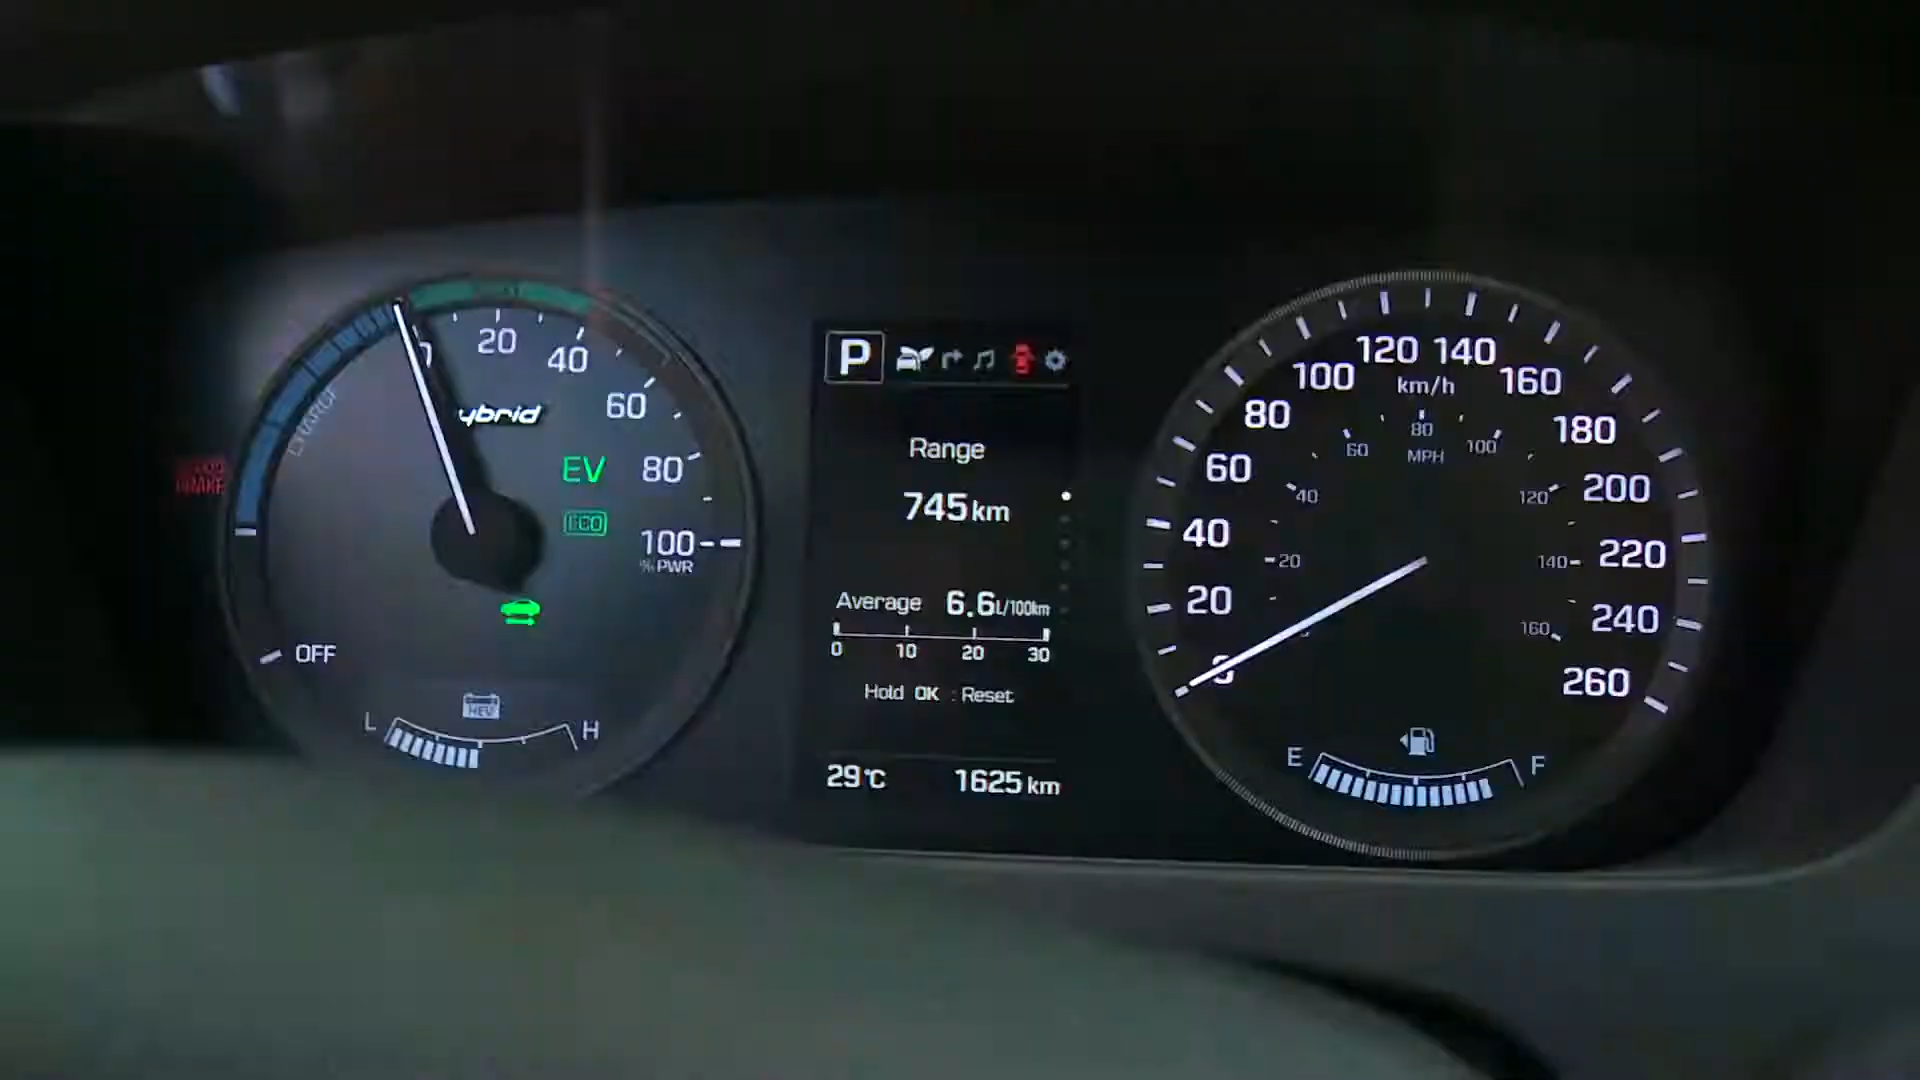 20
40
60
80
100
% PWR
ybrid
CHARGE
EV
ECO
BRAKE
OFF
HEV
L
H
P
Range
745 km
Average 6.6 L/100km
0 10 20 30
Hold OK : Reset
29°C 1625 km
0
20
40
60
80
100
120
140
160
180
200
220
240
260
km/h
20
40
60
80
100
120
140
160
MPH
E
F